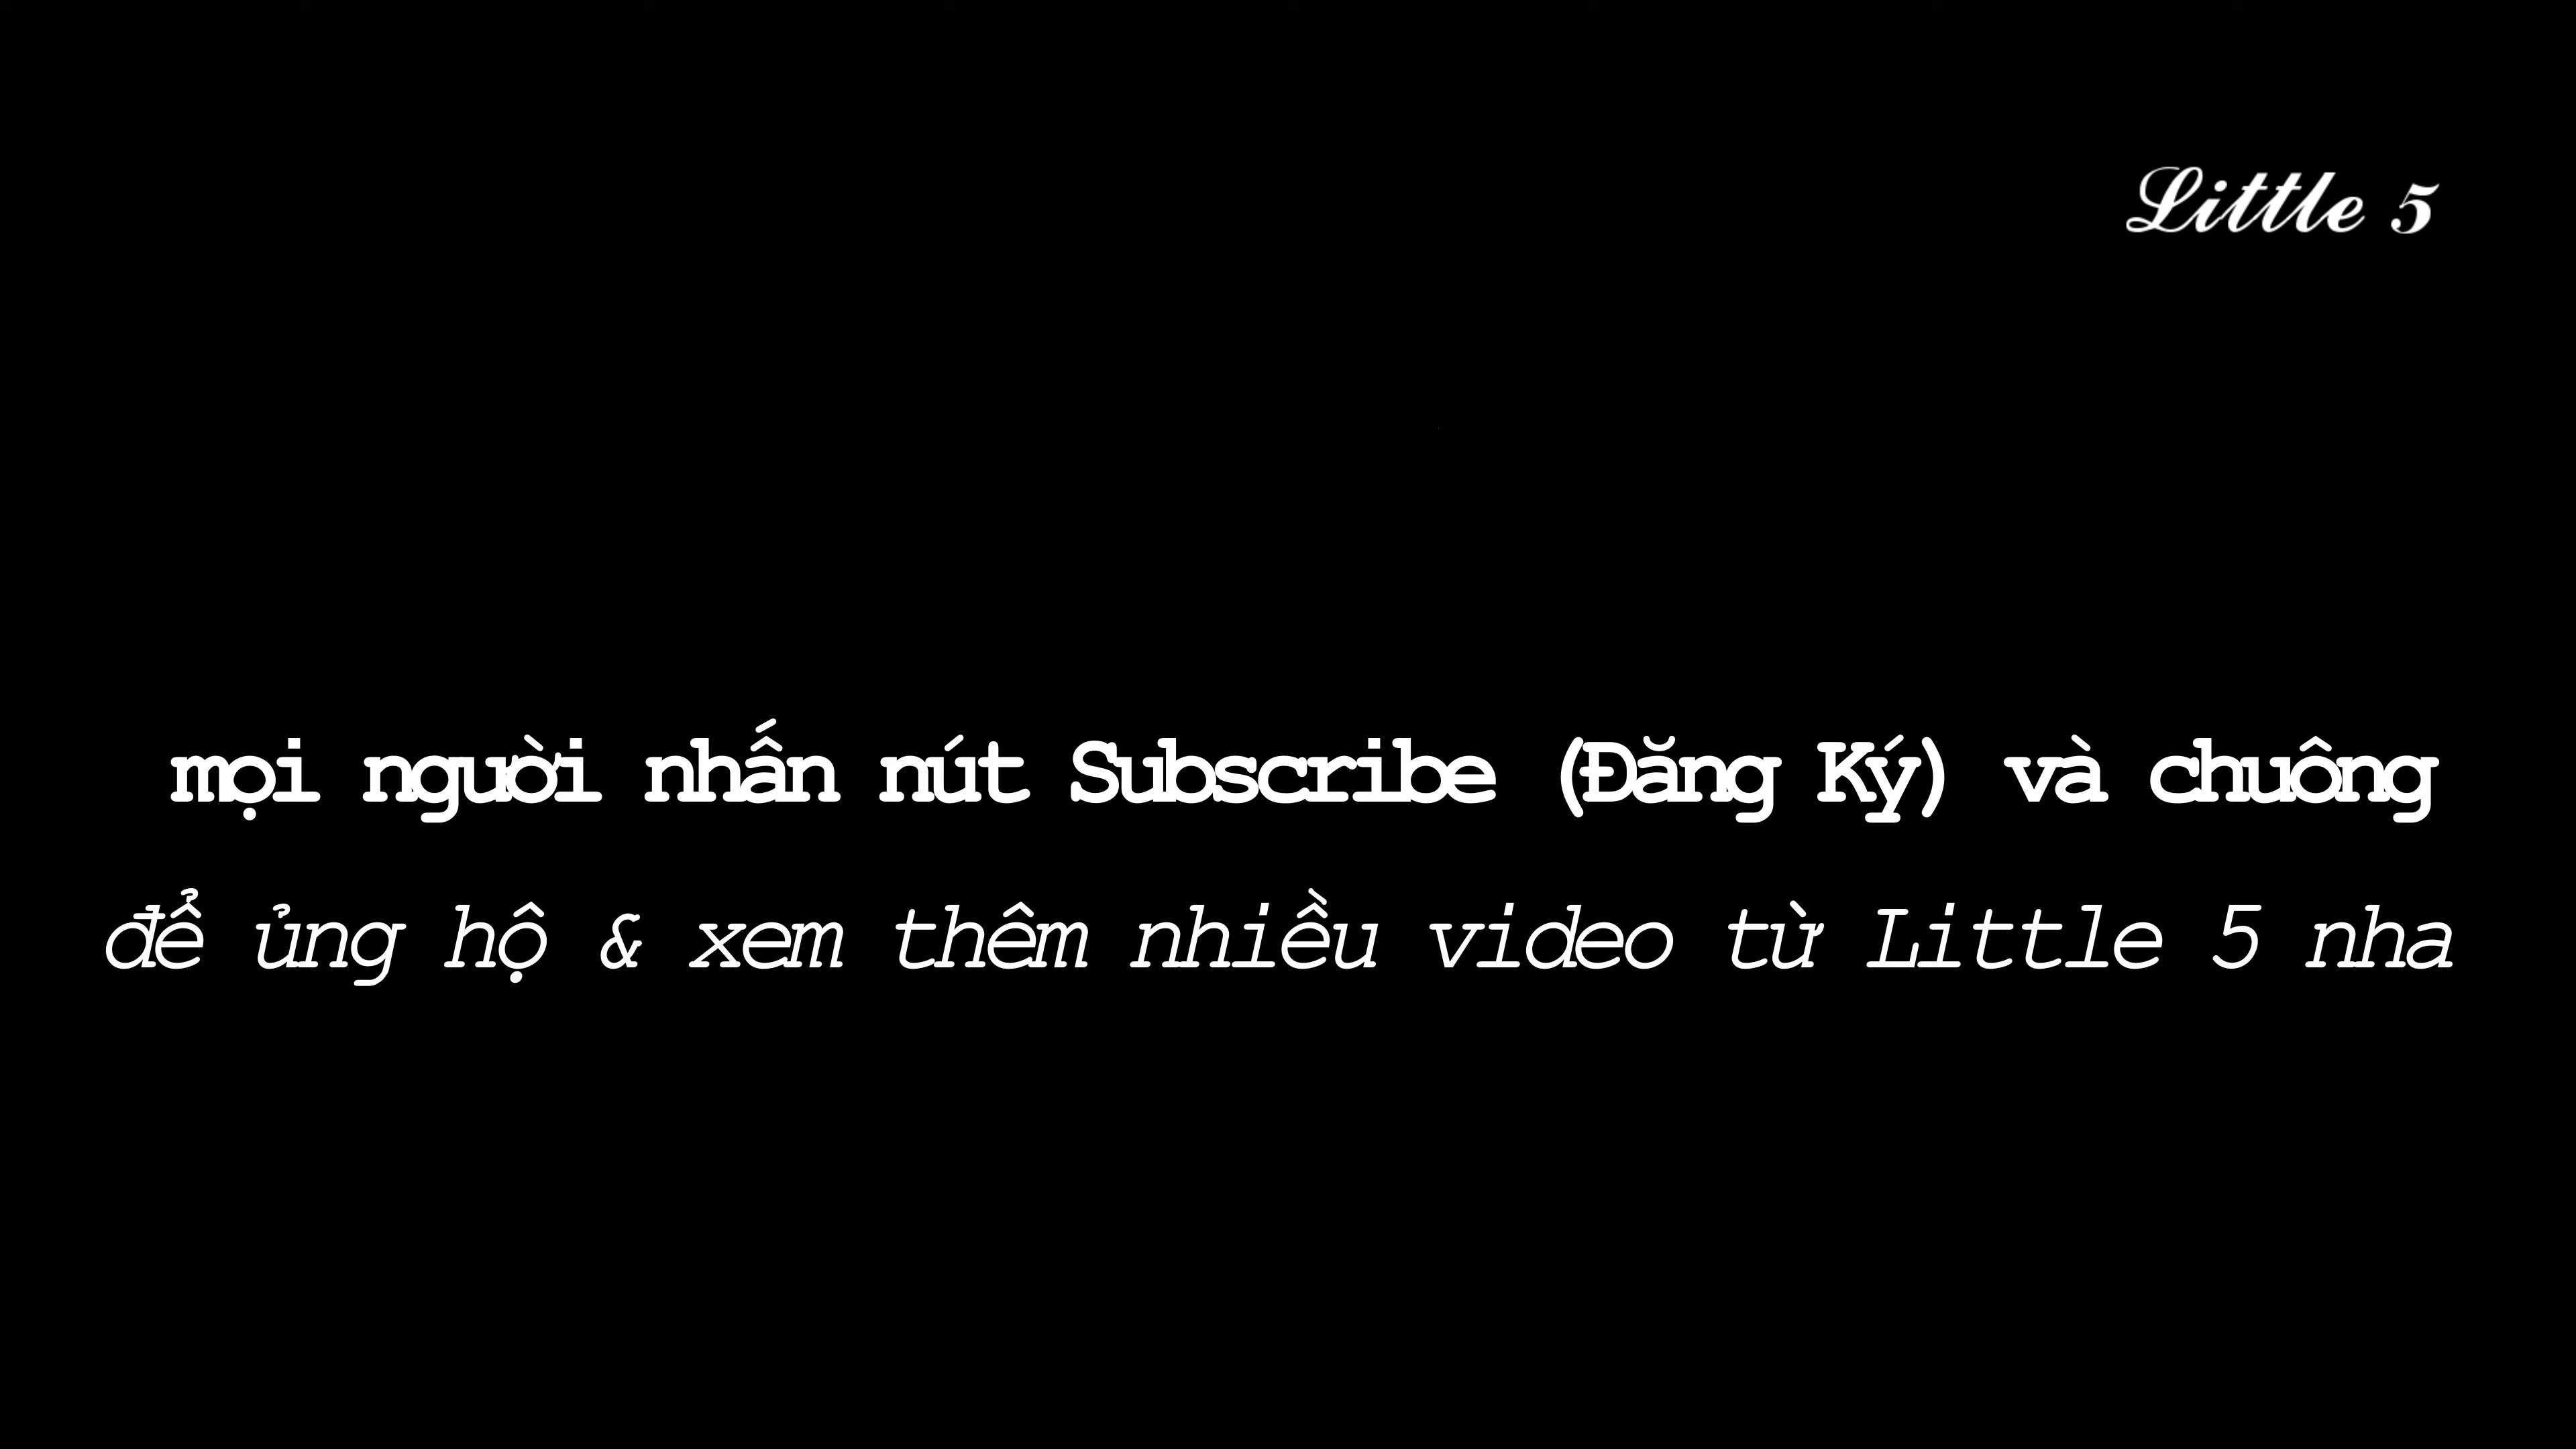 Little 5
mọi nguời nhấn nút Subscribe (Đăng Ký) và chuông
để ủng hộ & xem thêm nhiều video từ Little 5 nha